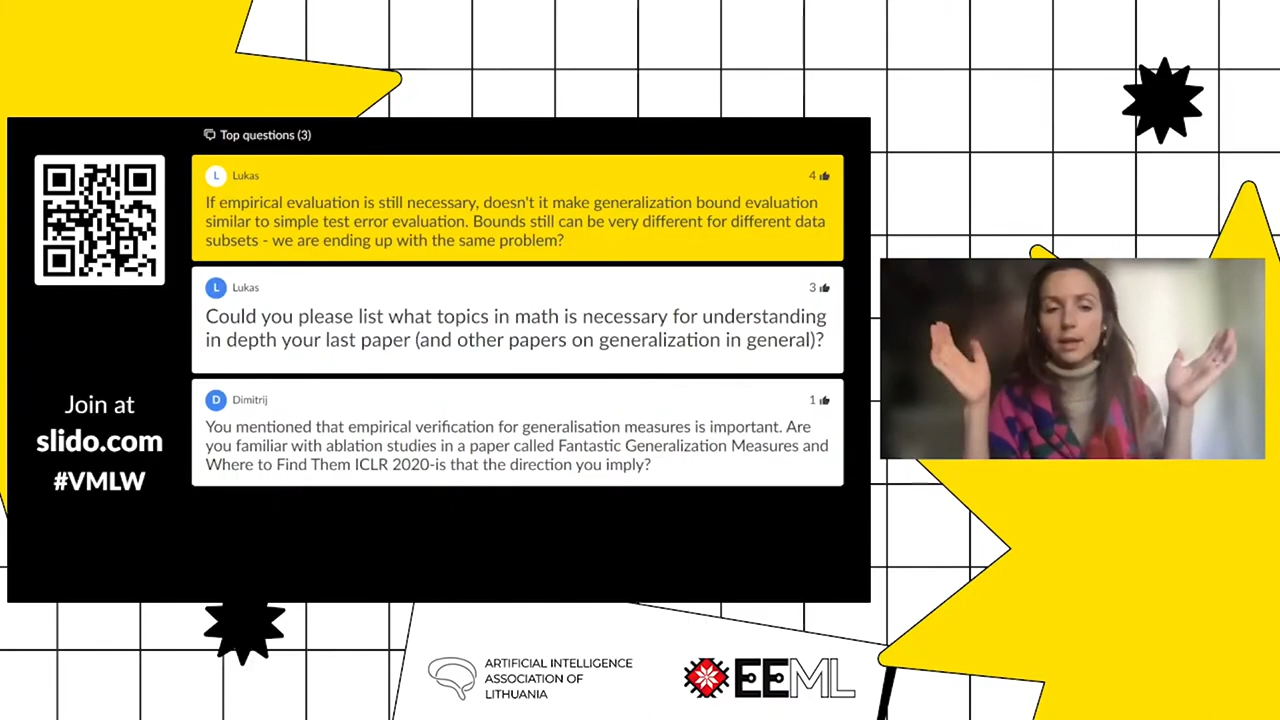 Top questions (3)
L Lukas 4
If empirical evaluation is still necessary, doesn't it make generalization bound evaluation
similar to simple test error evaluation. Bounds still can be very different for different data
subsets - we are ending up with the same problem?
L Lukas 3
Could you please list what topics in math is necessary for understanding
in depth your last paper (and other papers on generalization in general)?
D Dimitrij 1
You mentioned that empirical verification for generalisation measures is important. Are
you familiar with ablation studies in a paper called Fantastic Generalization Measures and
Where to Find Them ICLR 2020-is that the direction you imply?
Join at
slido.com
#VMLW
ARTIFICIAL INTELLIGENCE
ASSOCIATION OF
LITHUANIA
EEML